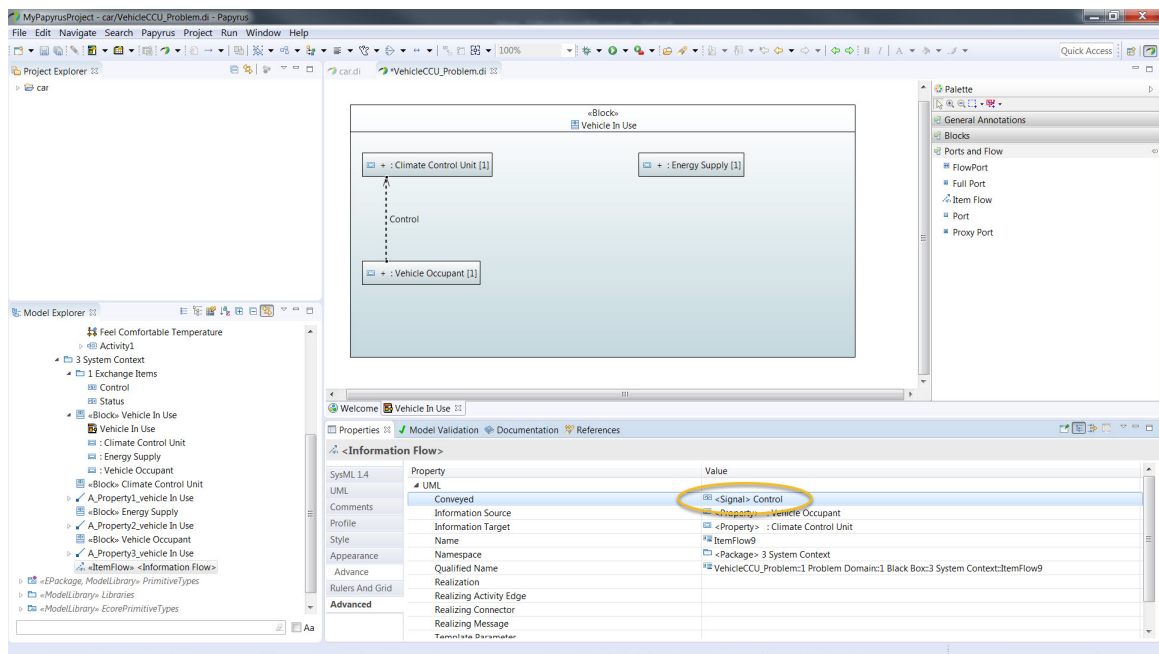 MyPapyrusProject - car/VehicleCCU_Problem.di - Papyrus
File Edit Navigate Search Papyrus Project Run Window Help
100%
B I A
Quick Access
Project Explorer
car.di *VehicleCCU_Problem.di
car
Palette
General Annotations
Blocks
Ports and Flow
FlowPort
Full Port
Item Flow
Port
Proxy Port
«Block»
Vehicle In Use
+ : Climate Control Unit [1]
+ : Energy Supply [1]
Control
+ : Vehicle Occupant [1]
Model Explorer
Feel Comfortable Temperature
Activity1
3 System Context
1 Exchange Items
Control
Status
«Block» Vehicle In Use
Vehicle In Use
: Climate Control Unit
: Energy Supply
: Vehicle Occupant
«Block» Climate Control Unit
A_Property1_vehicle In Use
«Block» Energy Supply
A_Property2_vehicle In Use
«Block» Vehicle Occupant
A_Property3_vehicle In Use
«ItemFlow» <Information Flow>
«EPackage, ModelLibrary» PrimitiveTypes
«ModelLibrary» Libraries
«ModelLibrary» EcorePrimitiveTypes
Aa
Welcome Vehicle In Use
Properties Model Validation Documentation References
<Information Flow>
SysML 1.4
UML
Comments
Profile
Style
Appearance
Advance
Rulers And Grid
Advanced
Property Value
UML
Conveyed <Signal> Control
Information Source <Property> : Vehicle Occupant
Information Target <Property> : Climate Control Unit
Name ItemFlow9
Namespace <Package> 3 System Context
Qualified Name VehicleCCU_Problem::1 Problem Domain::1 Black Box::3 System Context::ItemFlow9
Realization
Realizing Activity Edge
Realizing Connector
Realizing Message
Template Parameter